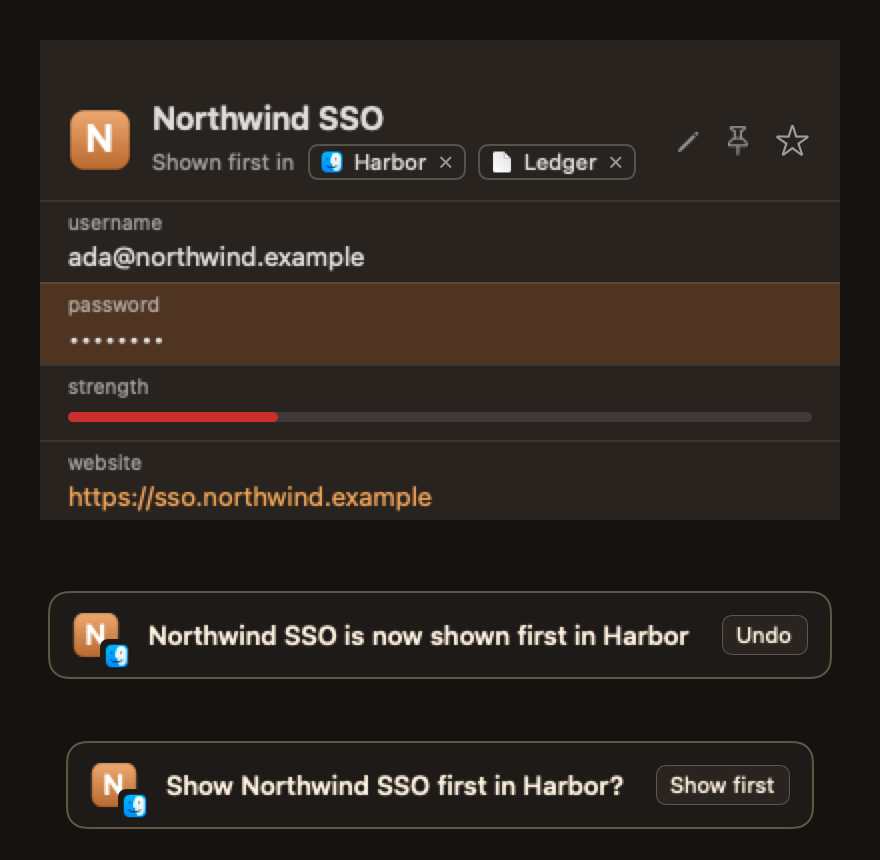 N
Northwind SSO
Shown first in Harbor × Ledger ×
username
ada@northwind.example
password
••••••••
strength
website
https://sso.northwind.example
N Northwind SSO is now shown first in Harbor Undo
N Show Northwind SSO first in Harbor? Show first